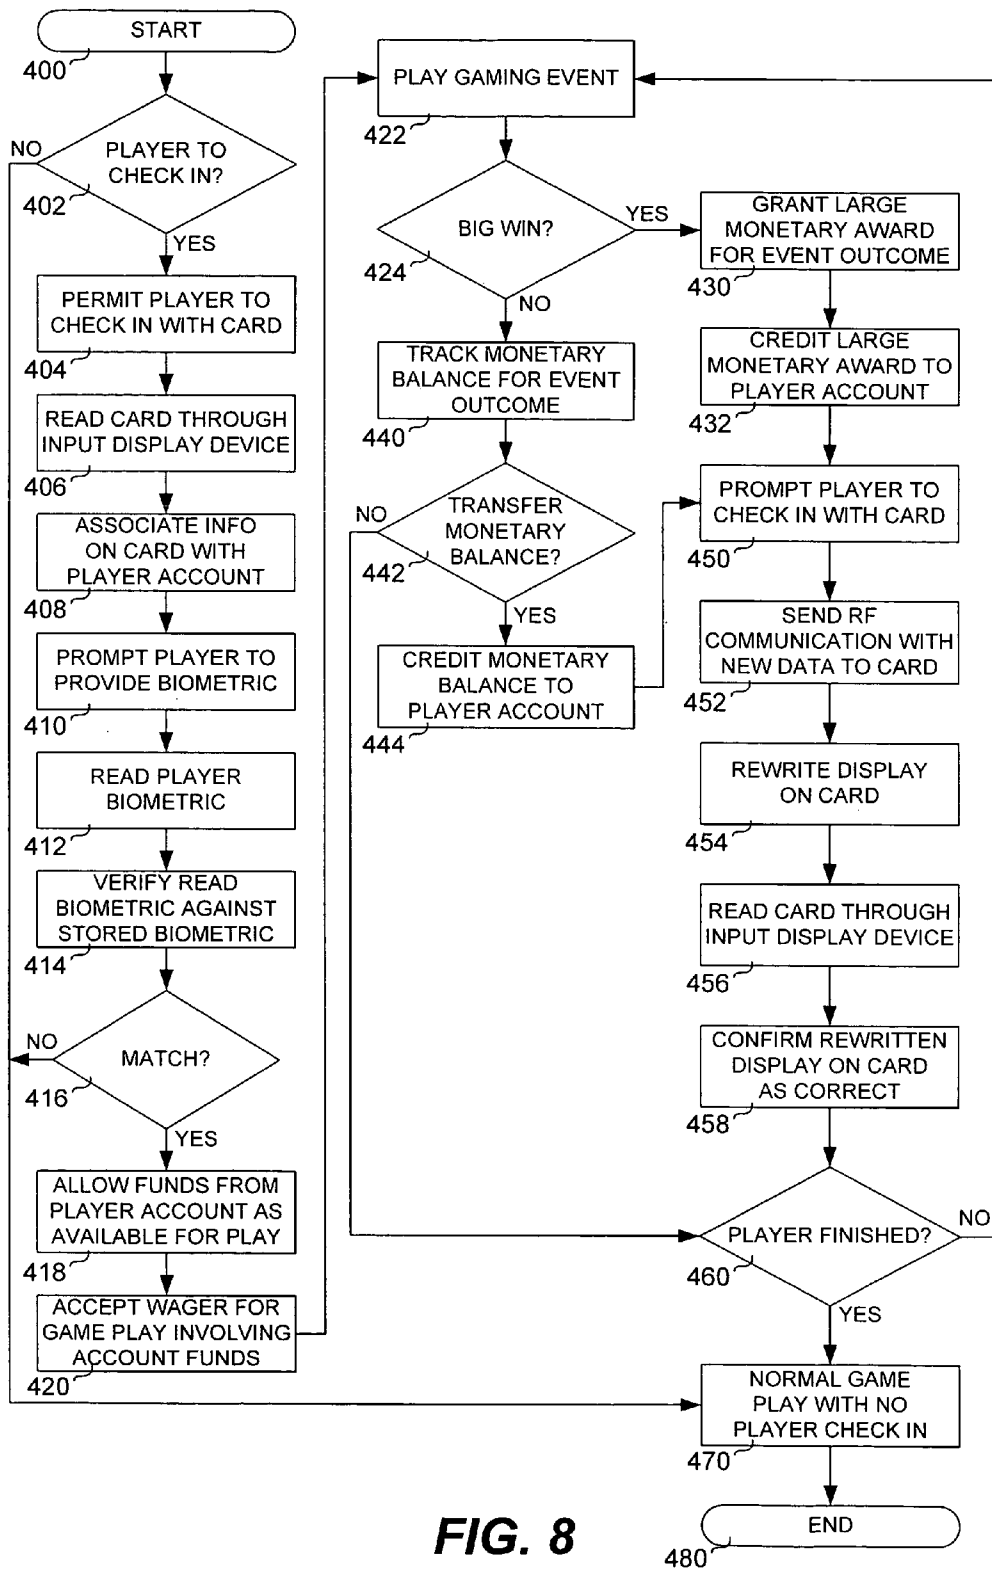 START
400
PLAYER TO
CHECK IN?
NO
402
YES
PERMIT PLAYER TO
CHECK IN WITH CARD
404
READ CARD THROUGH
INPUT DISPLAY DEVICE
406
ASSOCIATE INFO
ON CARD WITH
PLAYER ACCOUNT
408
PROMPT PLAYER TO
PROVIDE BIOMETRIC
410
READ PLAYER
BIOMETRIC
412
VERIFY READ
BIOMETRIC AGAINST
STORED BIOMETRIC
414
NO
MATCH?
416
YES
ALLOW FUNDS FROM
PLAYER ACCOUNT AS
AVAILABLE FOR PLAY
418
ACCEPT WAGER FOR
GAME PLAY INVOLVING
ACCOUNT FUNDS
420
PLAY GAMING EVENT
422
BIG WIN?
YES
424
NO
TRACK MONETARY
BALANCE FOR EVENT
OUTCOME
440
NO
TRANSFER
MONETARY
BALANCE?
442
YES
CREDIT MONETARY
BALANCE TO
PLAYER ACCOUNT
444
GRANT LARGE
MONETARY AWARD
FOR EVENT OUTCOME
430
CREDIT LARGE
MONETARY AWARD TO
PLAYER ACCOUNT
432
PROMPT PLAYER TO
CHECK IN WITH CARD
450
SEND RF
COMMUNICATION WITH
NEW DATA TO CARD
452
REWRITE DISPLAY
ON CARD
454
READ CARD THROUGH
INPUT DISPLAY DEVICE
456
CONFIRM REWRITTEN
DISPLAY ON CARD
AS CORRECT
458
PLAYER FINISHED?
NO
460
YES
NORMAL GAME
PLAY WITH NO
PLAYER CHECK IN
470
END
480
FIG. 8